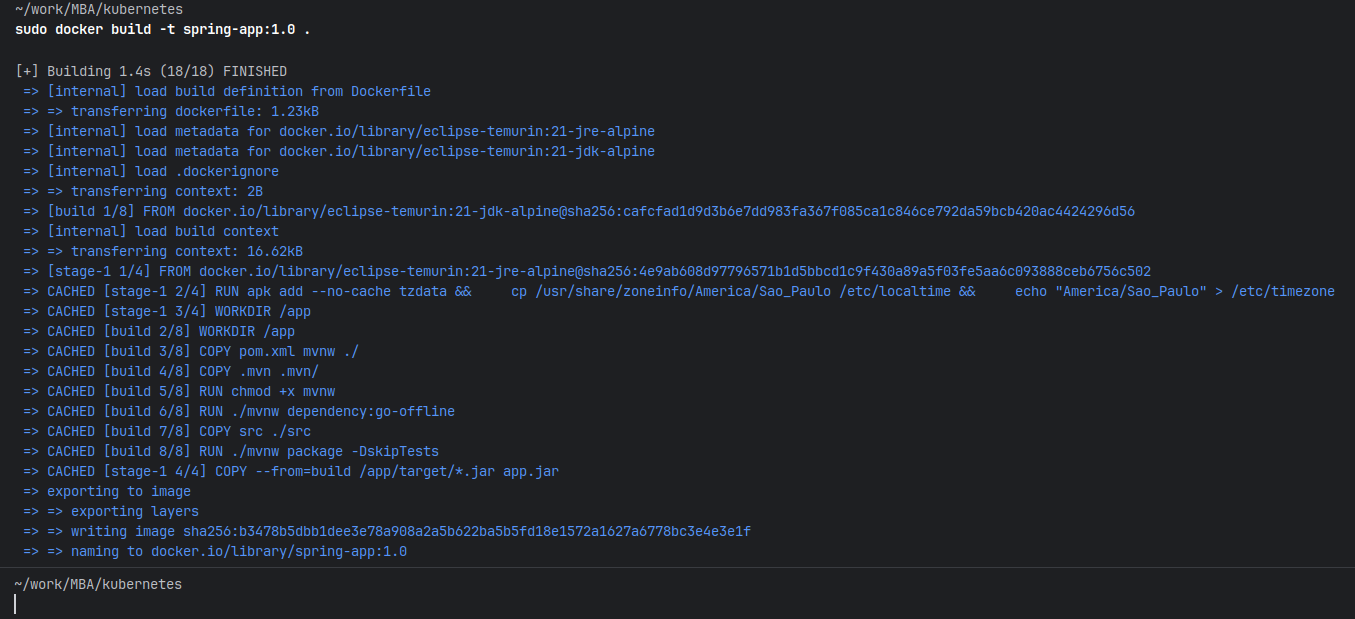 ~/work/MBA/kubernetes
sudo docker build -t spring-app:1.0 .
[+] Building 1.4s (18/18) FINISHED
=> [internal] load build definition from Dockerfile
=> => transferring dockerfile: 1.23kB
=> [internal] load metadata for docker.io/library/eclipse-temurin:21-jre-alpine
=> [internal] load metadata for docker.io/library/eclipse-temurin:21-jdk-alpine
=> [internal] load .dockerignore
=> => transferring context: 2B
=> [build 1/8] FROM docker.io/library/eclipse-temurin:21-jdk-alpine@sha256:cafcfad1d9d3b6e7dd983fa367f085ca1c846ce792da59bcb420ac4424296d56
=> [internal] load build context
=> => transferring context: 16.62kB
=> [stage-1 1/4] FROM docker.io/library/eclipse-temurin:21-jre-alpine@sha256:4e9ab608d97796571b1d5bbcd1c9f430a89a5f03fe5aa6c093888ceb6756c502
=> CACHED [stage-1 2/4] RUN apk add --no-cache tzdata &&     cp /usr/share/zoneinfo/America/Sao_Paulo /etc/localtime &&     echo "America/Sao_Paulo" > /etc/timezone
=> CACHED [stage-1 3/4] WORKDIR /app
=> CACHED [build 2/8] WORKDIR /app
=> CACHED [build 3/8] COPY pom.xml mvnw ./
=> CACHED [build 4/8] COPY .mvn .mvn/
=> CACHED [build 5/8] RUN chmod +x mvnw
=> CACHED [build 6/8] RUN ./mvnw dependency:go-offline
=> CACHED [build 7/8] COPY src ./src
=> CACHED [build 8/8] RUN ./mvnw package -DskipTests
=> CACHED [stage-1 4/4] COPY --from=build /app/target/*.jar app.jar
=> exporting to image
=> => exporting layers
=> => writing image sha256:b3478b5dbb1dee3e78a908a2a5b622ba5b5fd18e1572a1627a6778bc3e4e3e1f
=> => naming to docker.io/library/spring-app:1.0
~/work/MBA/kubernetes